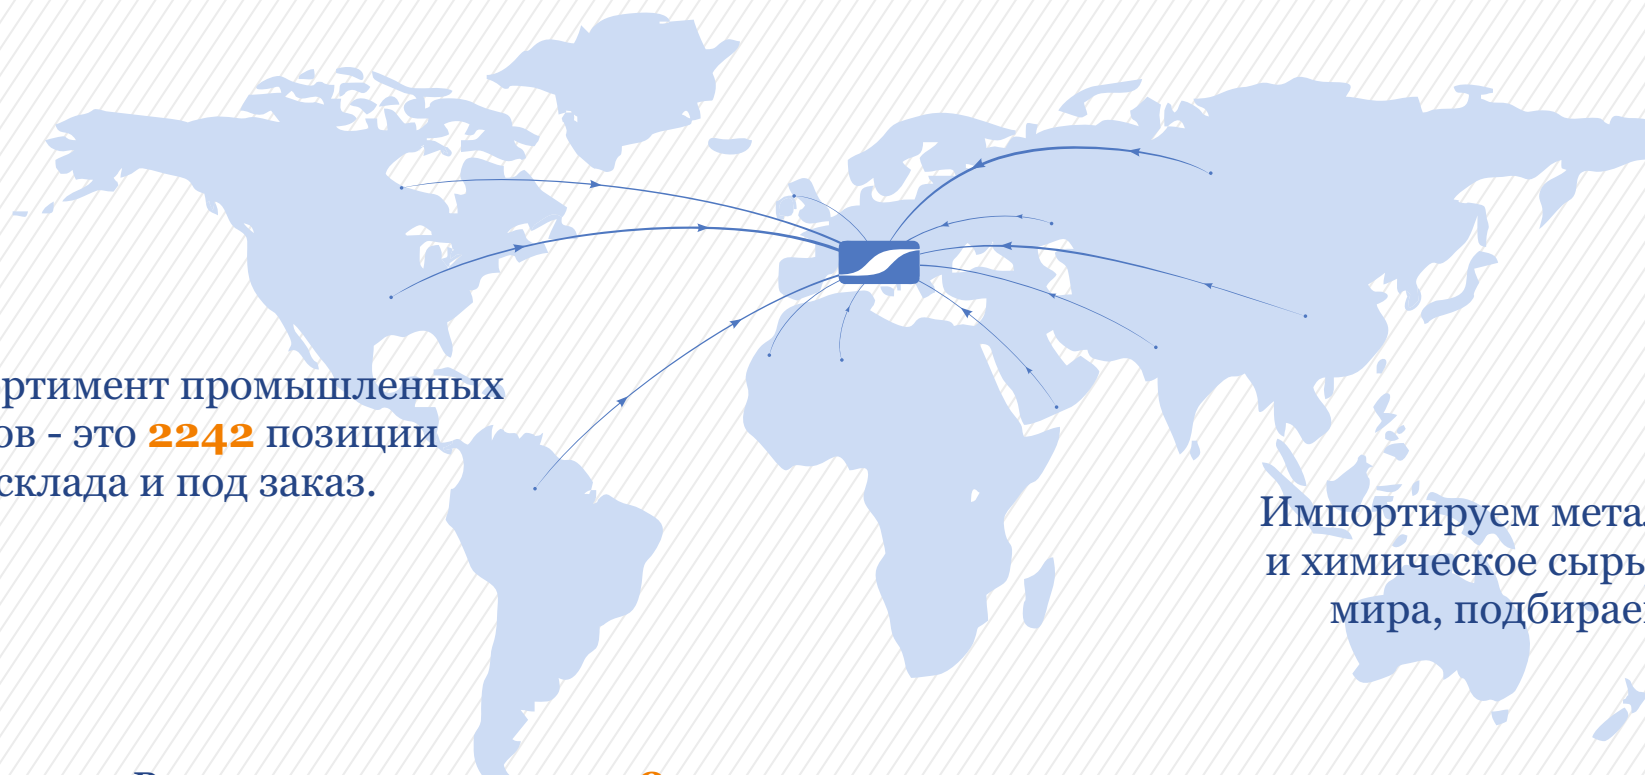 ртимент промышленных
ов - это 2242 позиции
склада и под заказ.
Импортируем мета
и химическое сырь
мира, подбирае